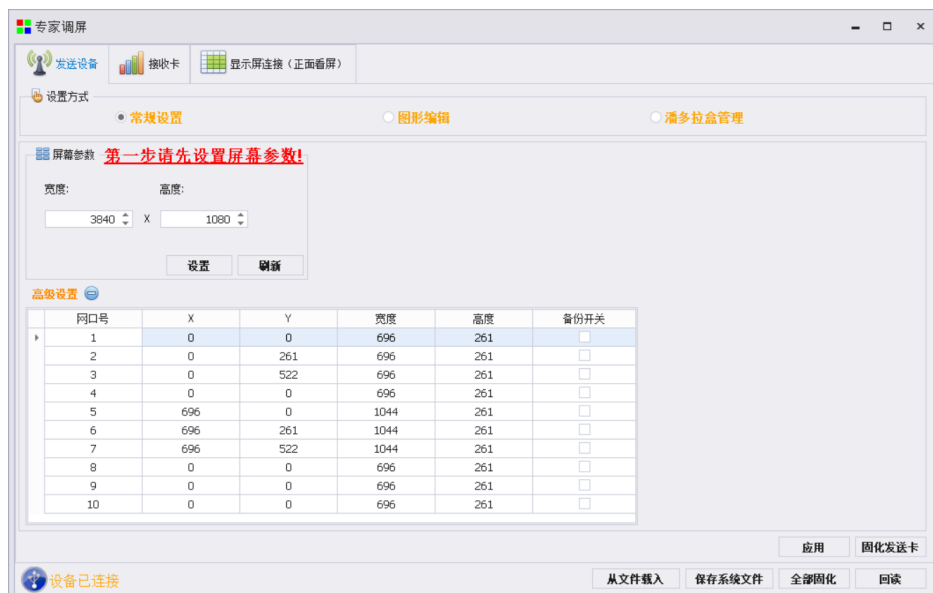 专家调屏
发送设备 接收卡 显示屏连接（正面看屏）
设置方式
常规设置 图形编辑 潘多拉盒管理
屏幕参数 第一步请先设置屏幕参数!
宽度: 高度:
3840 X 1080
设置 刷新
高级设置
网口号 X Y 宽度 高度 备份开关
1 0 0 696 261
2 0 261 696 261
3 0 522 696 261
4 0 0 696 261
5 696 0 1044 261
6 696 261 1044 261
7 696 522 1044 261
8 0 0 696 261
9 0 0 696 261
10 0 0 696 261
应用 固化发送卡
设备已连接 从文件载入 保存系统文件 全部固化 回读